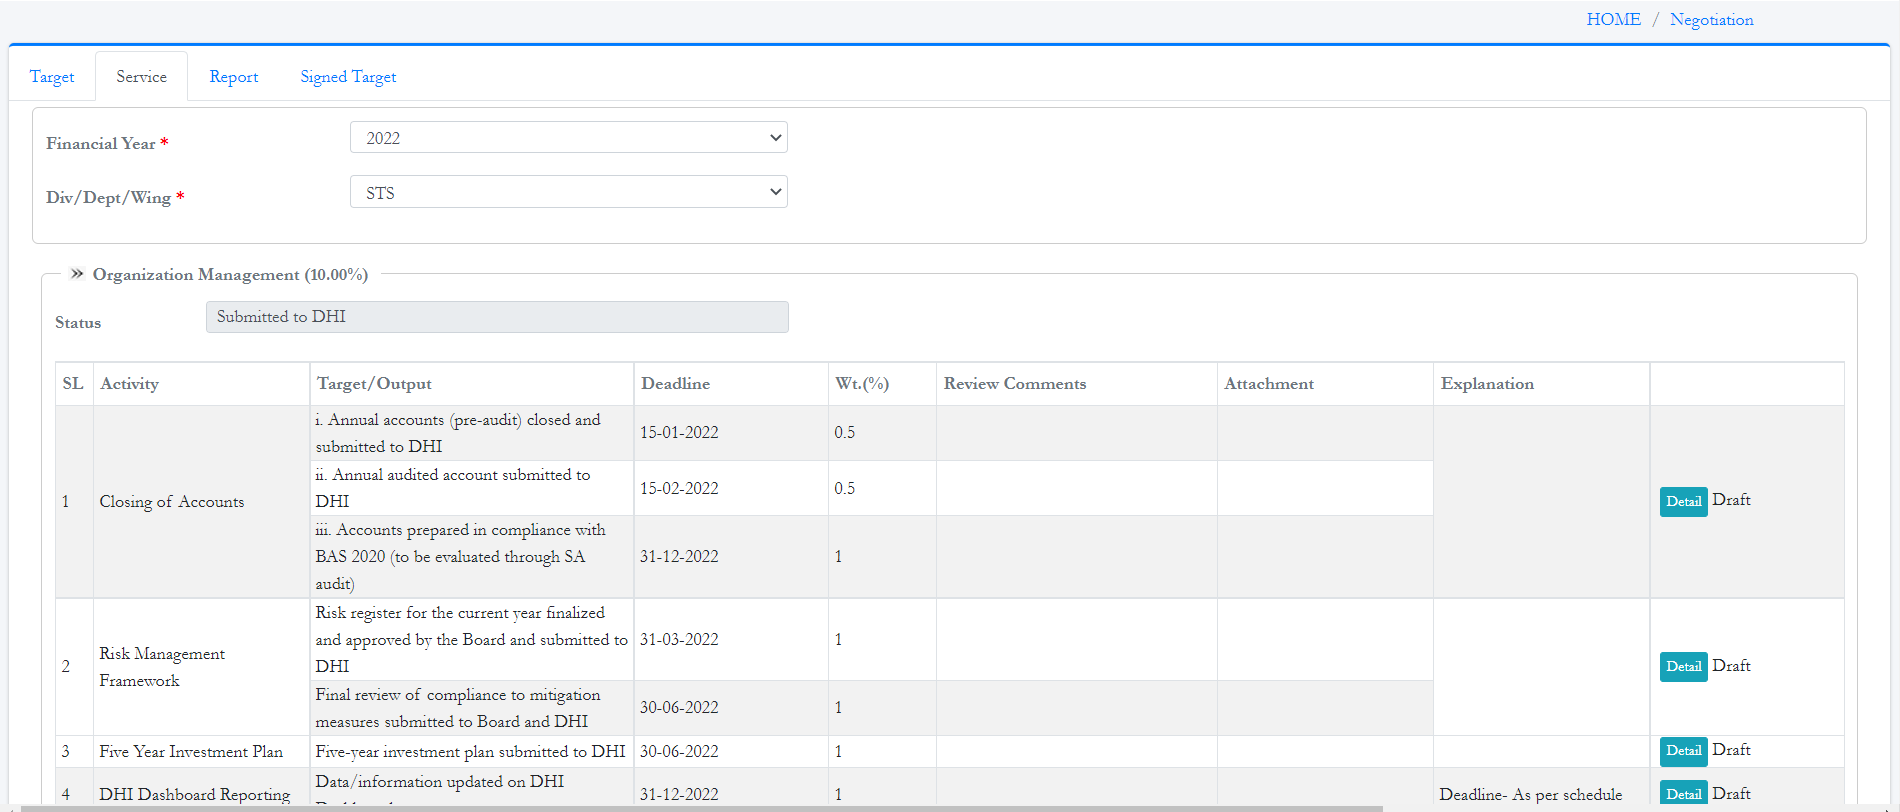 HOME / Negotiation
Target Service Report Signed Target
Financial Year * 2022
Div/Dept/Wing * STS
» Organization Management (10.00%)
Status Submitted to DHI
SL Activity Target/Output Deadline Wt.(%) Review Comments Attachment Explanation
i. Annual accounts (pre-audit) closed and
submitted to DHI
15-01-2022 0.5
1 Closing of Accounts
ii. Annual audited account submitted to
DHI
15-02-2022 0.5
Detail Draft
iii. Accounts prepared in compliance with
BAS 2020 (to be evaluated through SA
audit)
31-12-2022 1
2 Risk Management
Framework
Risk register for the current year finalized
and approved by the Board and submitted to
DHI
31-03-2022 1
Detail Draft
Final review of compliance to mitigation
measures submitted to Board and DHI
30-06-2022 1
3 Five Year Investment Plan Five-year investment plan submitted to DHI 30-06-2022 1 Detail Draft
4 DHI Dashboard Reporting Data/information updated on DHI
31-12-2022 1 Deadline- As per schedule Detail Draft